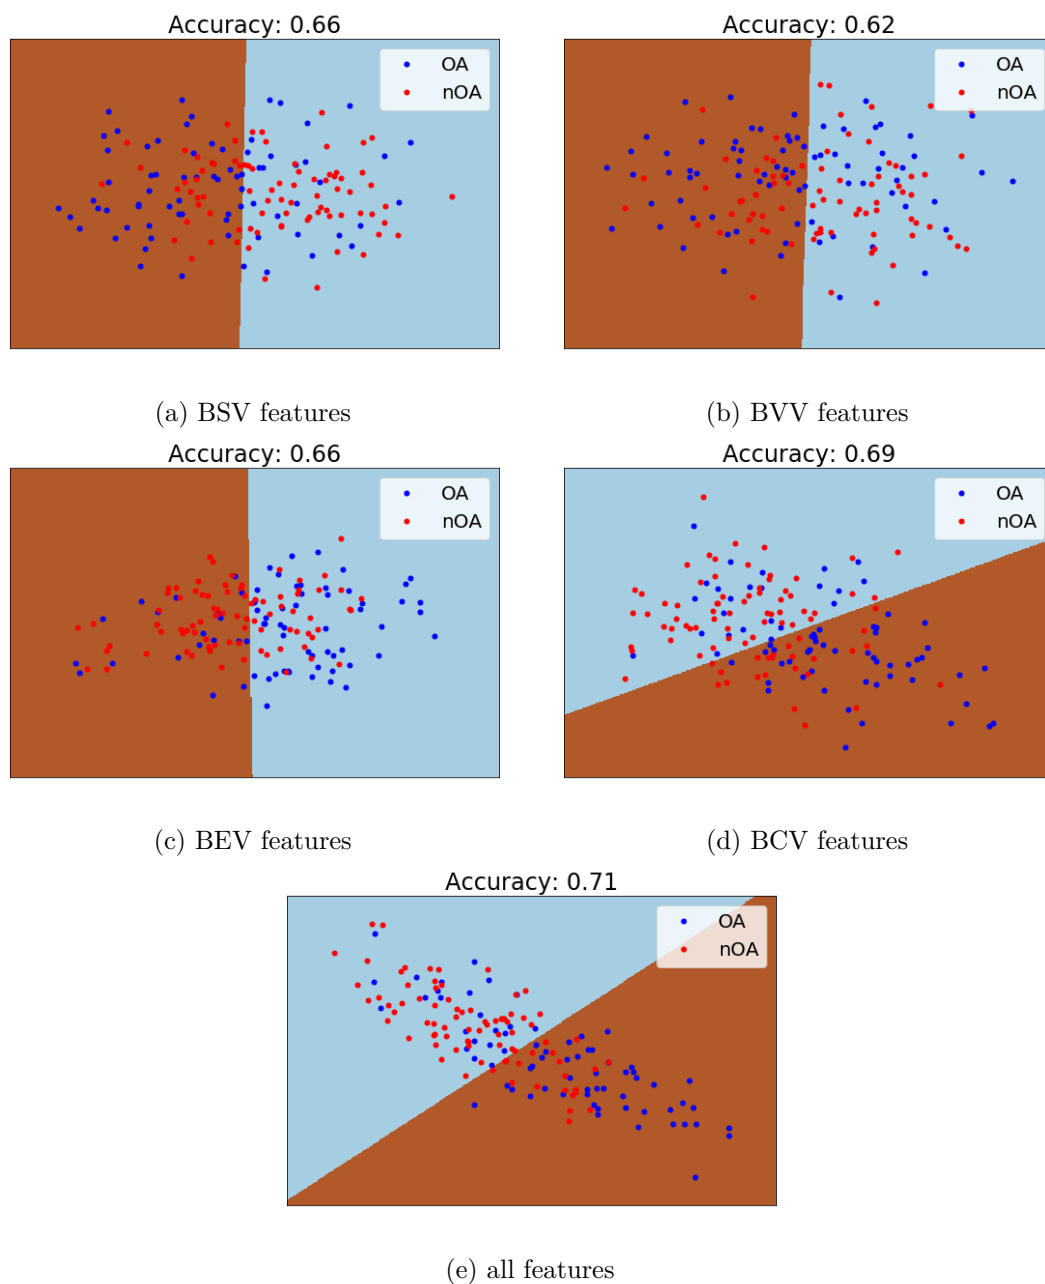 Accuracy: 0.66
OA
nOA
(a) BSV features
Accuracy: 0.62
OA
nOA
(b) BVV features
Accuracy: 0.66
OA
nOA
(c) BEV features
Accuracy: 0.69
OA
nOA
(d) BCV features
Accuracy: 0.71
OA
nOA
(e) all features